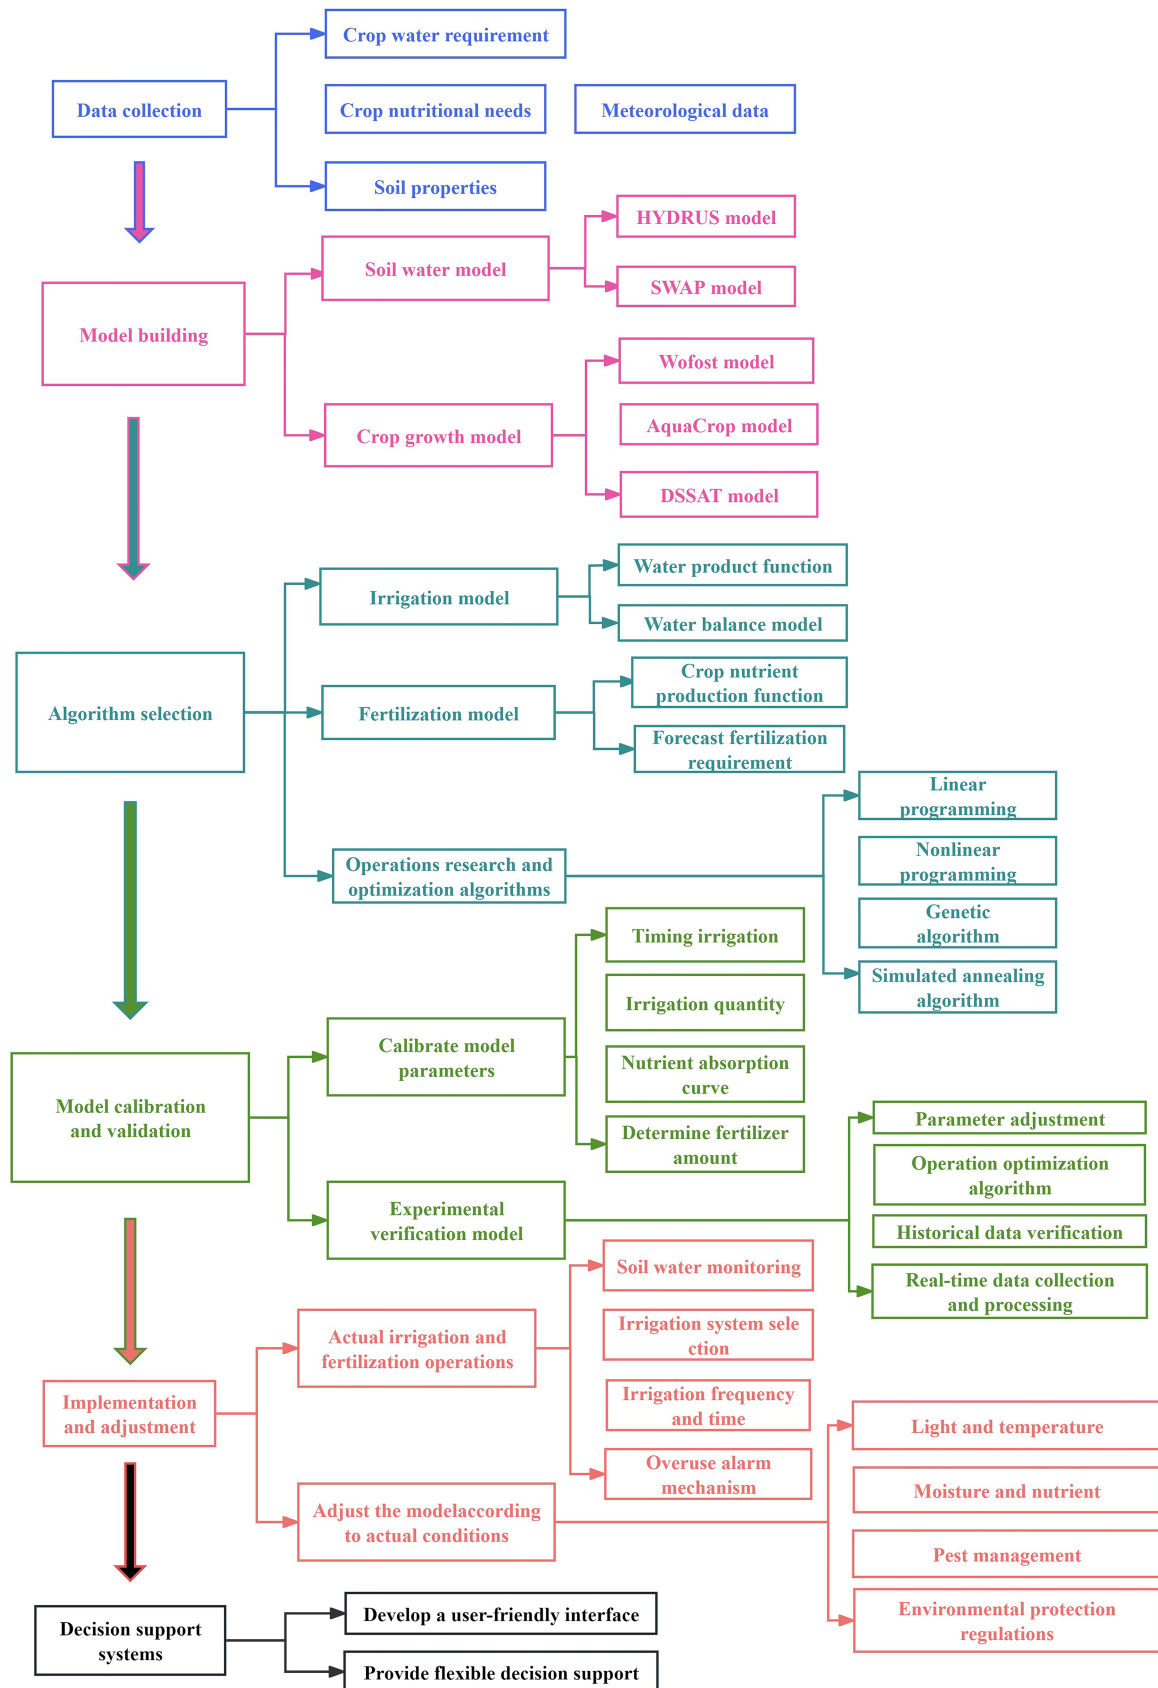 Crop water requirement
Data collection
Crop nutritional needs
Meteorological data
Soil properties
HYDRUS model
Soil water model
SWAP model
Model building
Wofost model
AquaCrop model
Crop growth model
DSSAT model
Water product function
Irrigation model
Water balance model
Crop nutrient
production function
Algorithm selection
Fertilization model
Forecast fertilization
requirement
Linear
programming
Operations research and
optimization algorithms
Nonlinear
programming
Genetic
algorithm
Simulated annealing
algorithm
Timing irrigation
Irrigation quantity
Calibrate model
parameters
Nutrient absorption
curve
Determine fertilizer
amount
Model calibration
and validation
Parameter adjustment
Operation optimization
algorithm
Experimental
verification model
Historical data verification
Real-time data collection
and processing
Soil water monitoring
Actual irrigation and
fertilization operations
Irrigation system sele
ction
Irrigation frequency
and time
Implementation
and adjustment
Overuse alarm
mechanism
Light and temperature
Moisture and nutrient
Adjust the modelaccording
to actual conditions
Pest management
Environmental protection
regulations
Decision support
systems
Develop a user-friendly interface
Provide flexible decision support